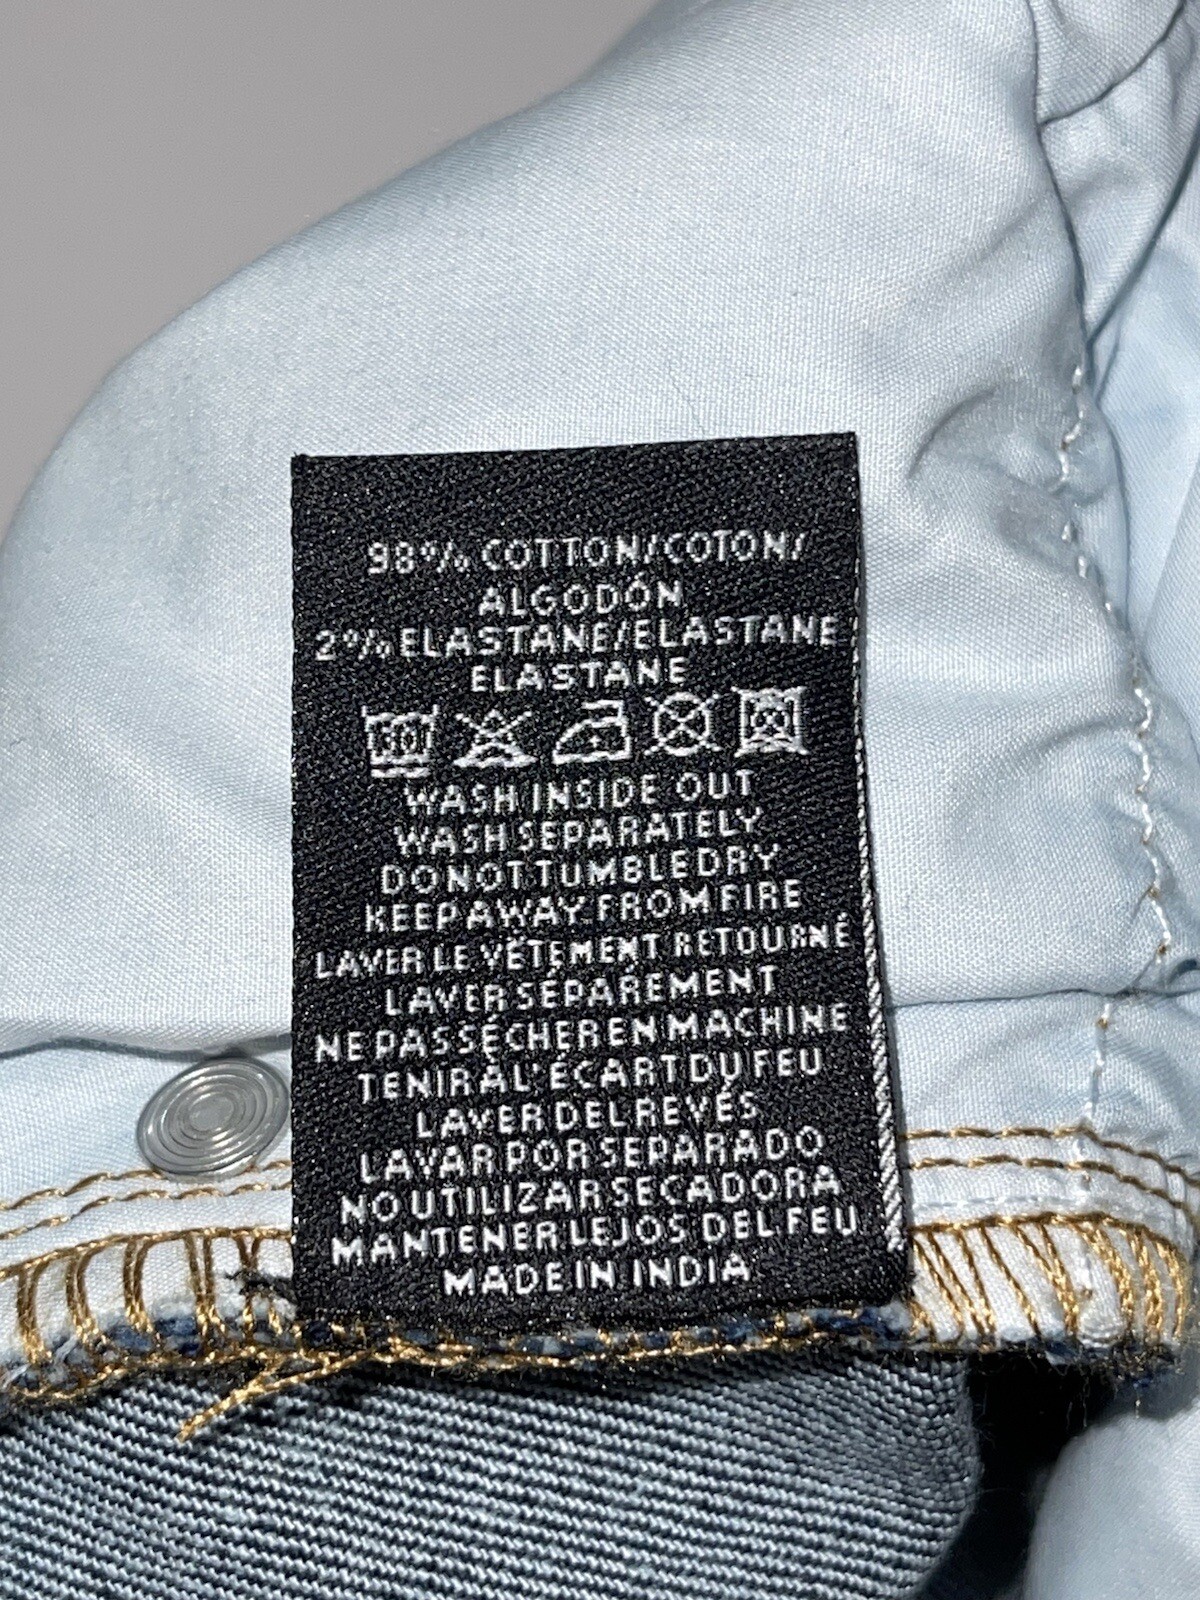 98% COTTON/COTON/
ALGODÓN
2% ELASTANE/ELASTANE
ELASTANE
30
WASH INSIDE OUT
WASH SEPARATELY
DO NOT TUMBLE DRY
KEEP AWAY FROM FIRE
LAVER LE VÊTEMENT RETOURNÉ
LAVER SÉPAREMENT
NE PAS SÉCHER EN MACHINE
TENIR À L'ÉCART DU FEU
LAVER DEL REVÉS
LAVAR POR SEPARADO
NO UTILIZAR SECADORA
MANTENER LEJOS DEL FEU
MADE IN INDIA